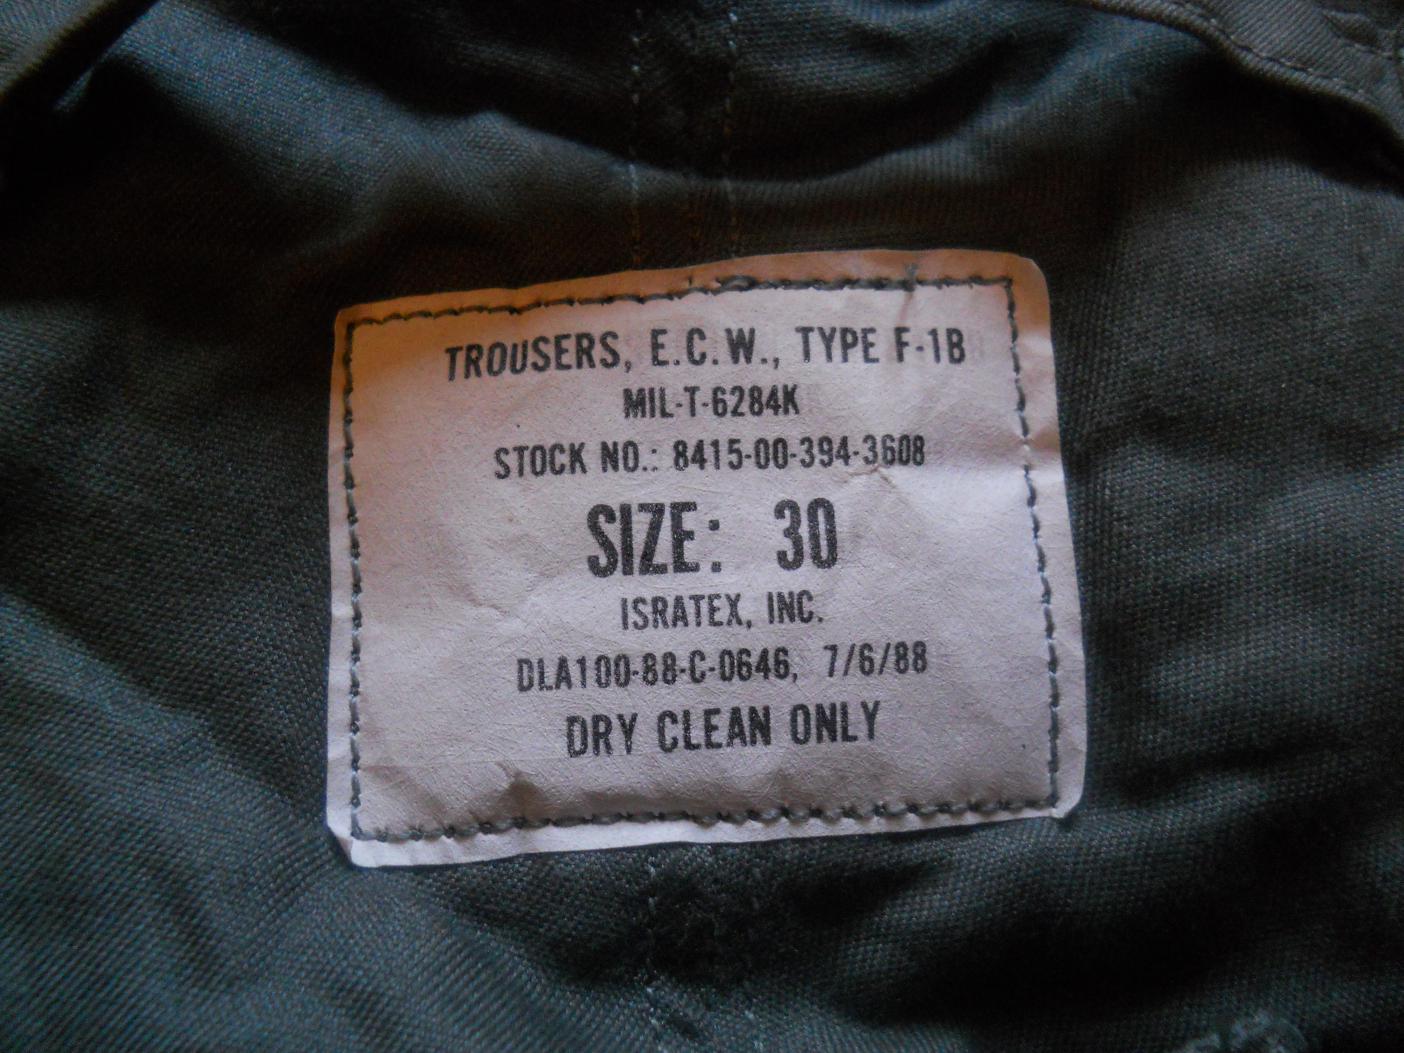 TROUSERS, E.C.W., TYPE F-1B
MIL-T-6284K
STOCK NO.: 8415-00-394-3608
SIZE: 30
ISRATEX, INC.
DLA100-88-C-0646, 7/6/88
DRY CLEAN ONLY